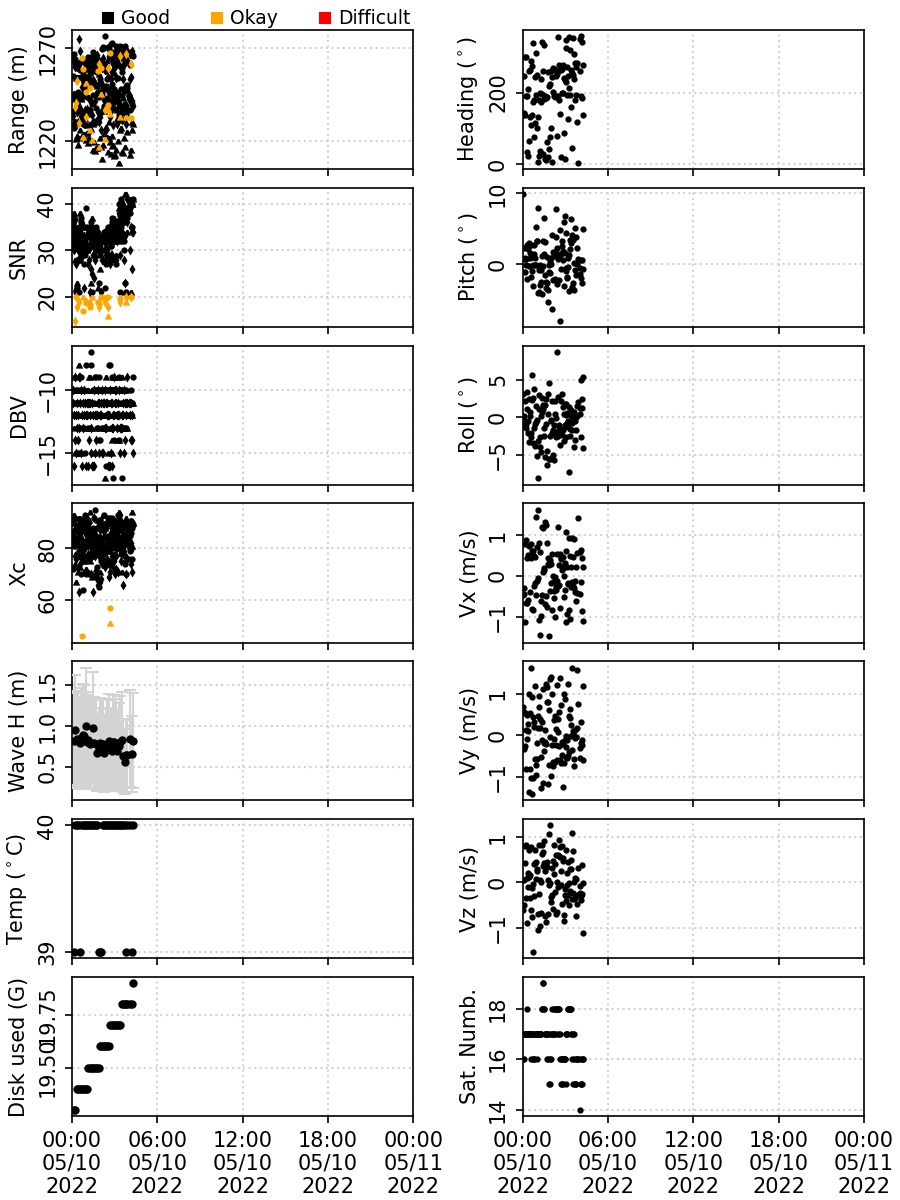 Good Okay Difficult
Range (m)
1270
1220
Heading (°)
200
0
SNR
40
30
20
Pitch (°)
10
0
DBV
−10
−15
Roll (°)
5
0
−5
Xc
80
60
Vx (m/s)
1
0
−1
Wave H (m)
1.5
1.0
0.5
Vy (m/s)
1
0
−1
Temp (°C)
40
39
Vz (m/s)
1
0
−1
Disk used (G)
19.75
19.50
Sat. Numb.
18
16
14
00:00 06:00 12:00 18:00 00:00
05/10 05/10 05/10 05/10 05/11
2022 2022 2022 2022 2022
00:00 06:00 12:00 18:00 00:00
05/10 05/10 05/10 05/10 05/11
2022 2022 2022 2022 2022